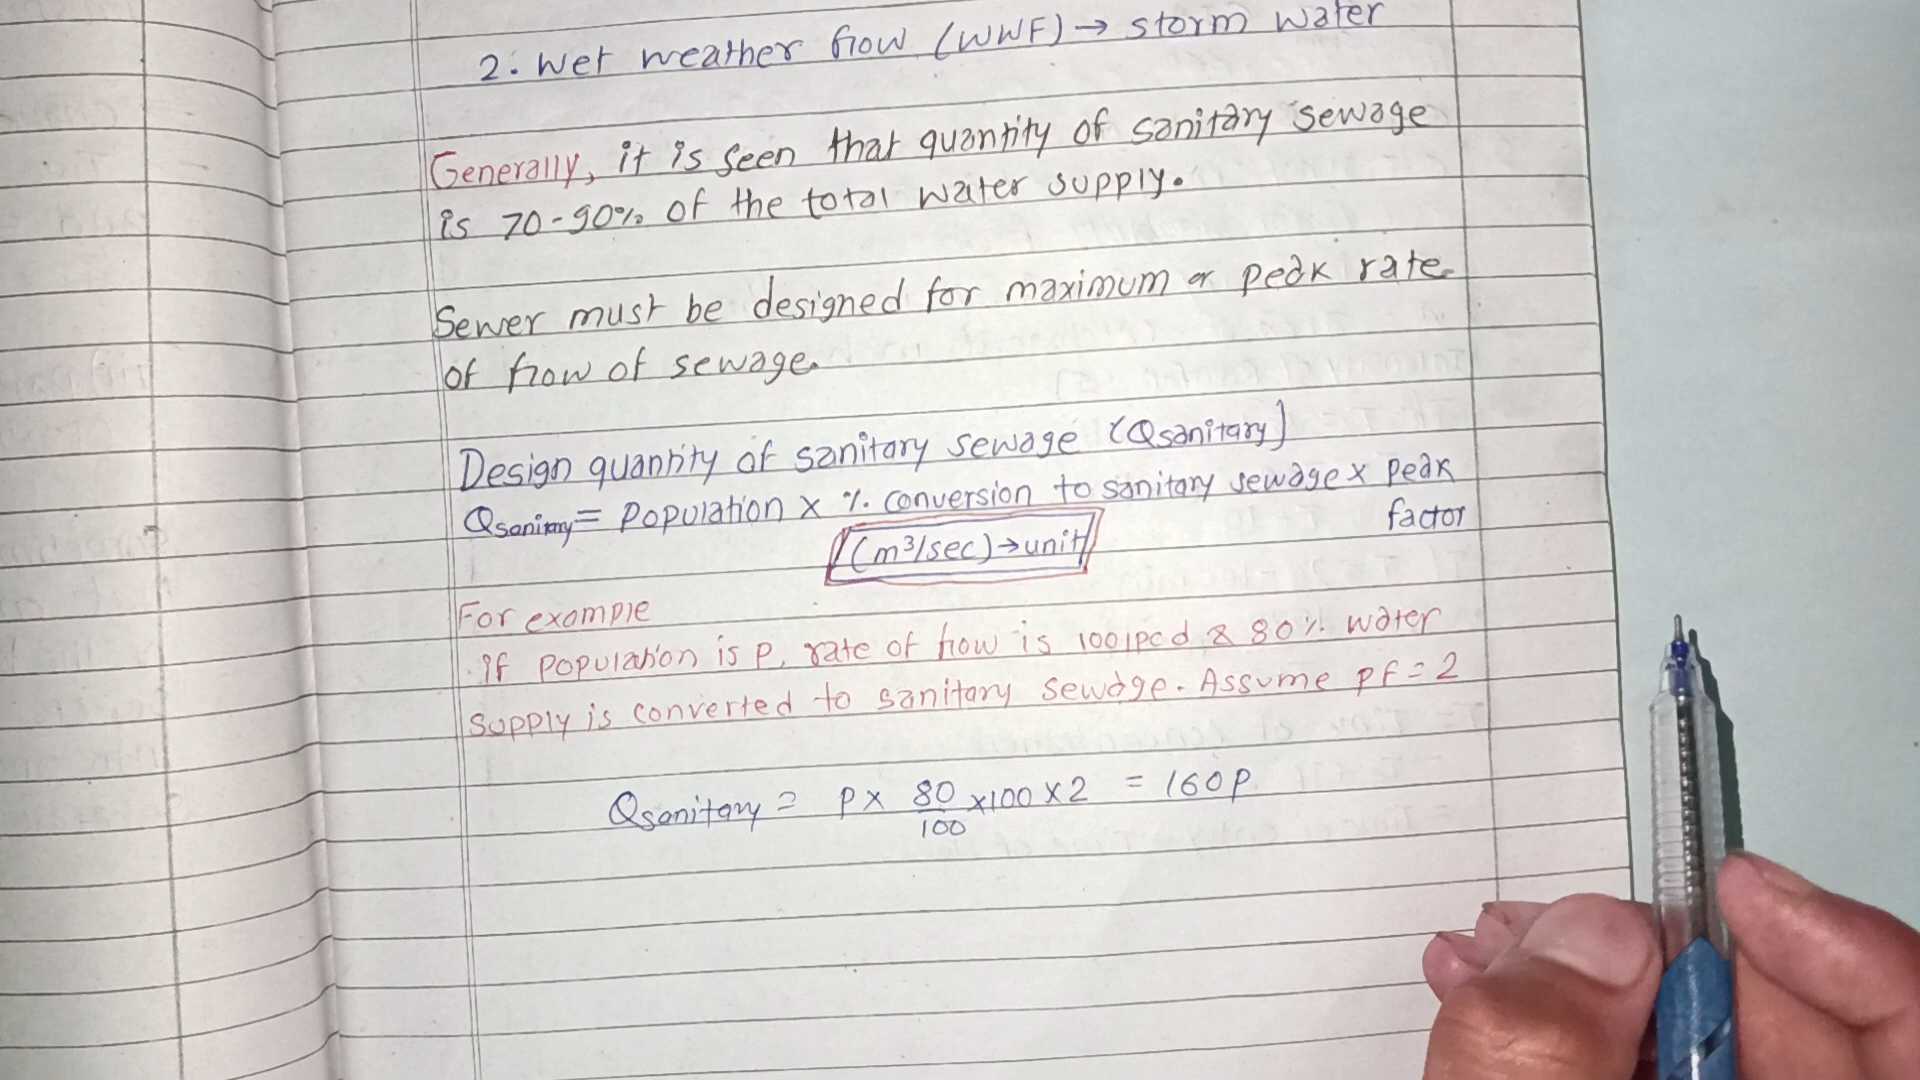 2. Wet weather flow (WWF) → storm water
Generally, it is seen that quantity of sanitary sewage
is 70-90% of the total water supply.
Sewer must be designed for maximum or peak rate
of flow of sewage.
Design quantity of sanitary sewage (Qsanitary)
Qsanitary = Population x % conversion to sanitary sewage x peak
factor
(m³/sec) → unit
For example
If population is P, rate of flow is 100lpcd & 80% water
supply is converted to sanitary sewage. Assume PF = 2
Qsanitary = P x 80/100 x 100 x 2 = 160P